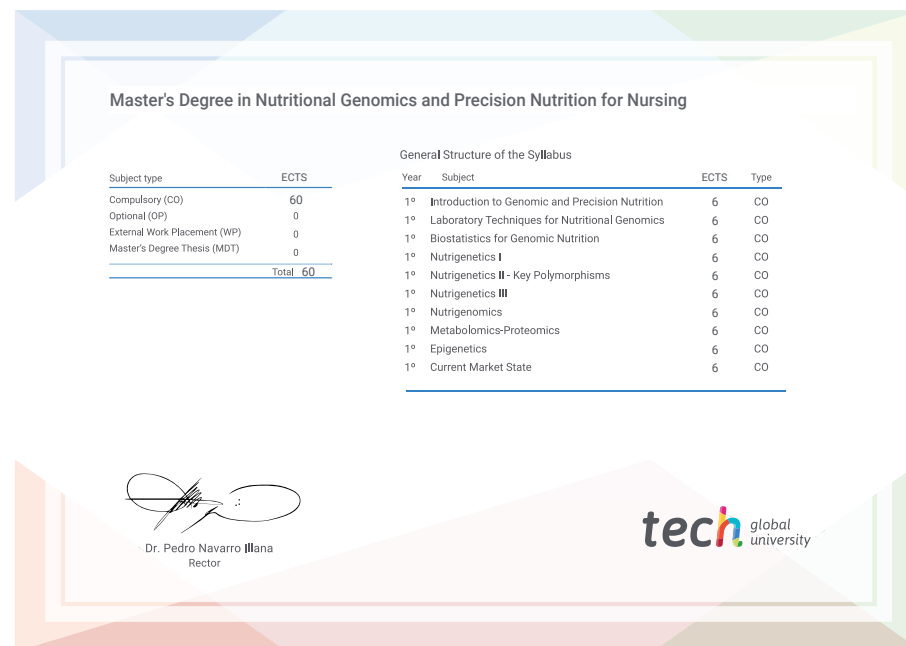 Master's Degree in Nutritional Genomics and Precision Nutrition for Nursing
Subject type ECTS
Compulsory (CO) 60
Optional (OP) 0
External Work Placement (WP) 0
Master's Degree Thesis (MDT) 0
Total 60
General Structure of the Syllabus
Year Subject ECTS Type
1º Introduction to Genomic and Precision Nutrition 6 CO
1º Laboratory Techniques for Nutritional Genomics 6 CO
1º Biostatistics for Genomic Nutrition 6 CO
1º Nutrigenetics I 6 CO
1º Nutrigenetics II - Key Polymorphisms 6 CO
1º Nutrigenetics III 6 CO
1º Nutrigenomics 6 CO
1º Metabolomics-Proteomics 6 CO
1º Epigenetics 6 CO
1º Current Market State 6 CO
Dr. Pedro Navarro Illana
Rector
tech global
university